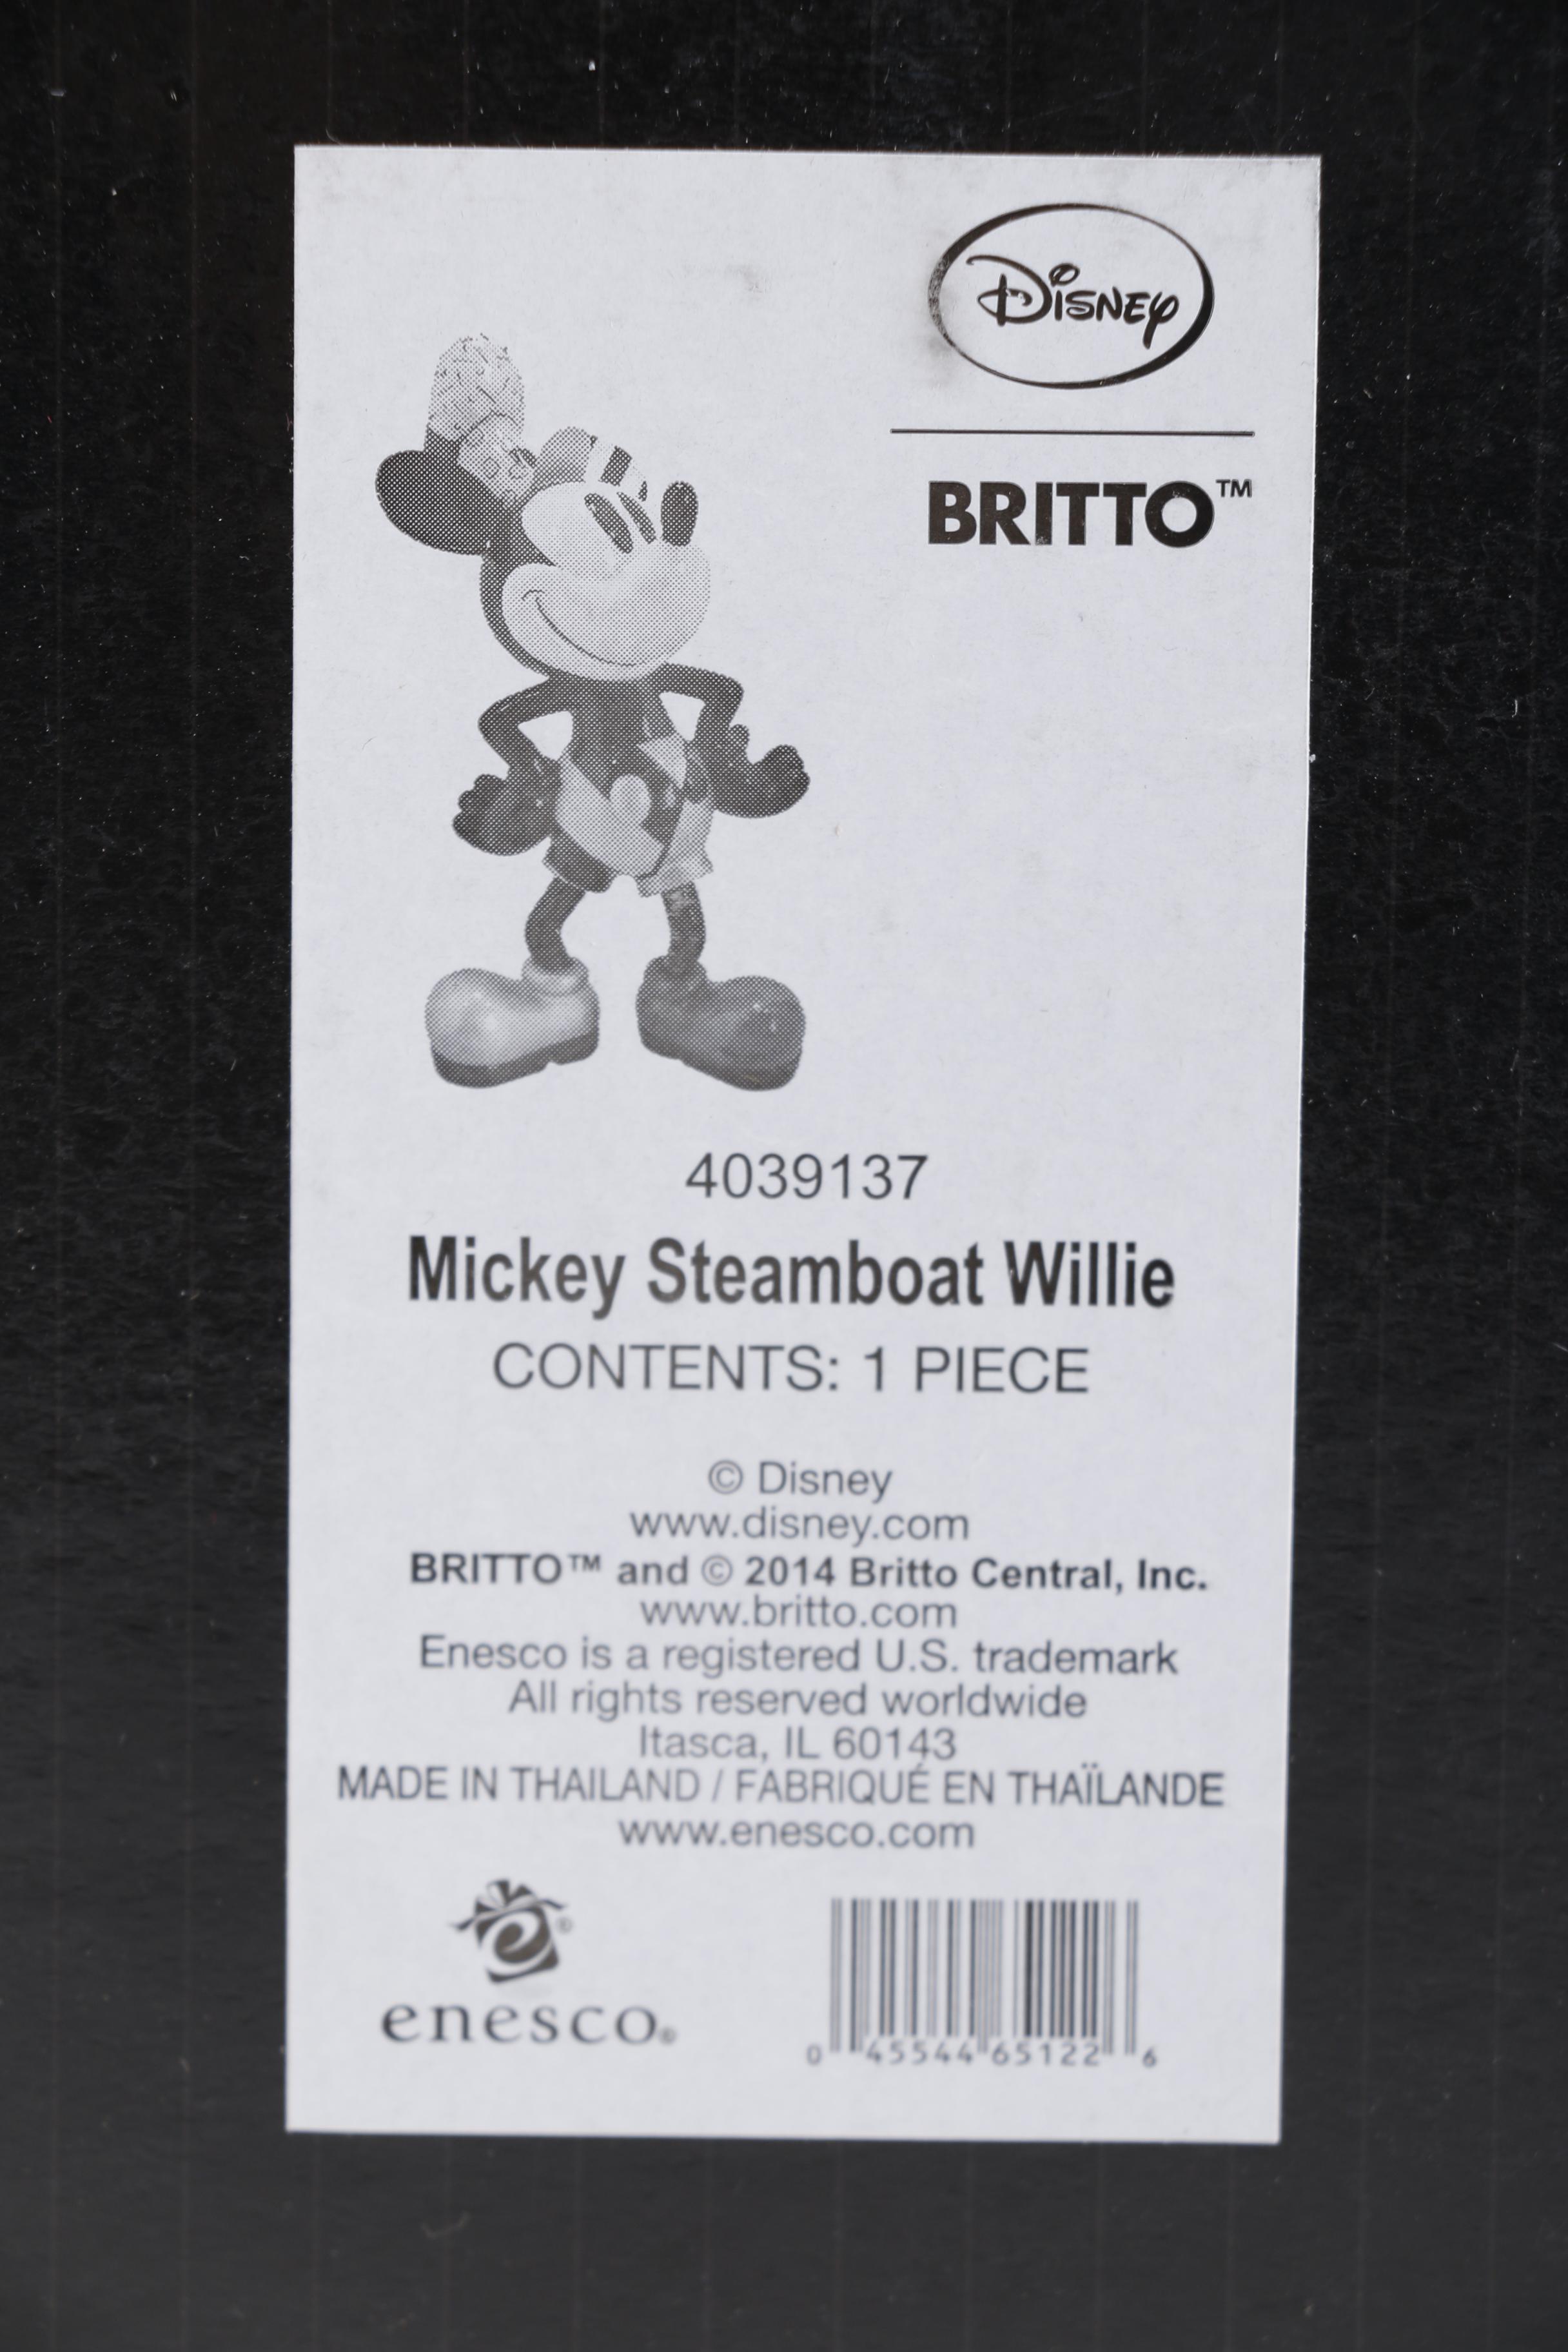 Disney
BRITTO™
4039137
Mickey Steamboat Willie
CONTENTS: 1 PIECE
© Disney
www.disney.com
BRITTO™ and © 2014 Britto Central, Inc.
www.britto.com
Enesco is a registered U.S. trademark
All rights reserved worldwide
Itasca, IL 60143
MADE IN THAILAND / FABRIQUÉ EN THAÏLANDE
www.enesco.com
e©
enesco®
0 45544 65122 6